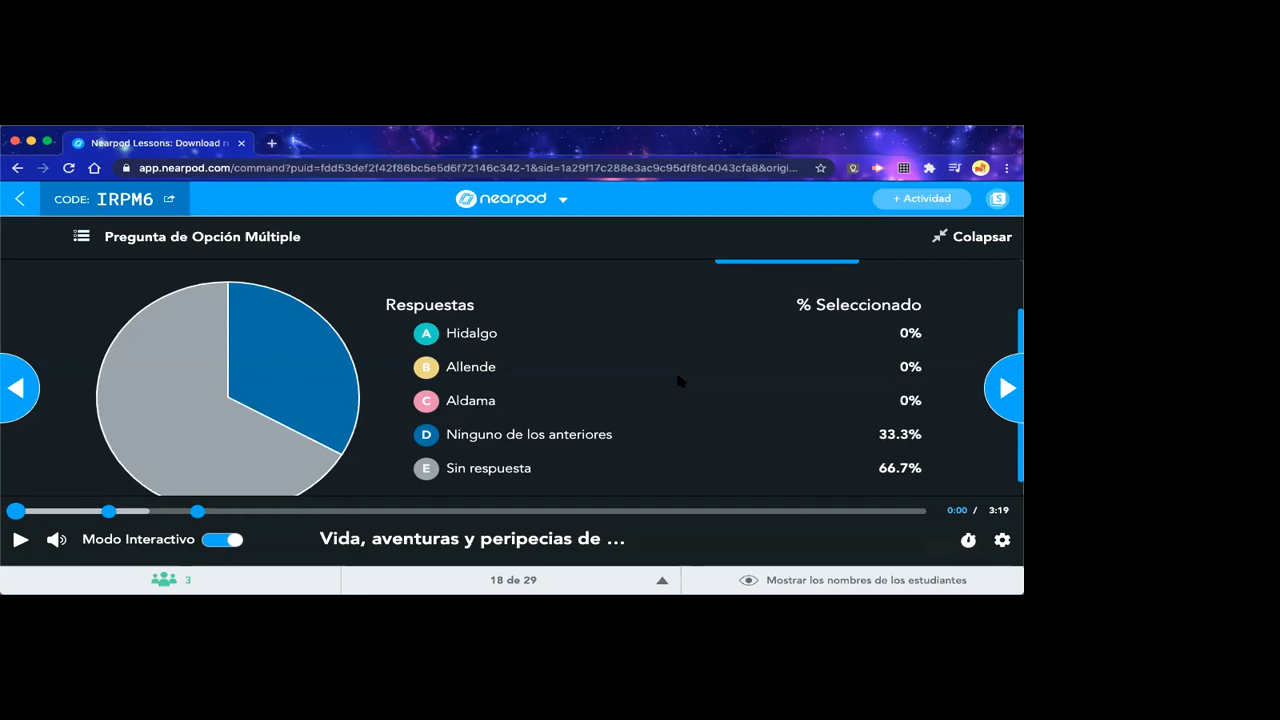 Nearpod Lessons: Download r
app.nearpod.com/command?puid=fdd53def2f42f86bc5e5d6f72146c342-1&sid=1a29f17c288e3ac9c95df8fc4043cfa8&origi...
CODE: IRPM6
nearpod
+ Actividad
S
Pregunta de Opción Múltiple
Colapsar
Respuestas % Seleccionado
A Hidalgo 0%
B Allende 0%
C Aldama 0%
D Ninguno de los anteriores 33.3%
E Sin respuesta 66.7%
0:00 / 3:19
Modo Interactivo
Vida, aventuras y peripecias de ...
3
18 de 29
Mostrar los nombres de los estudiantes